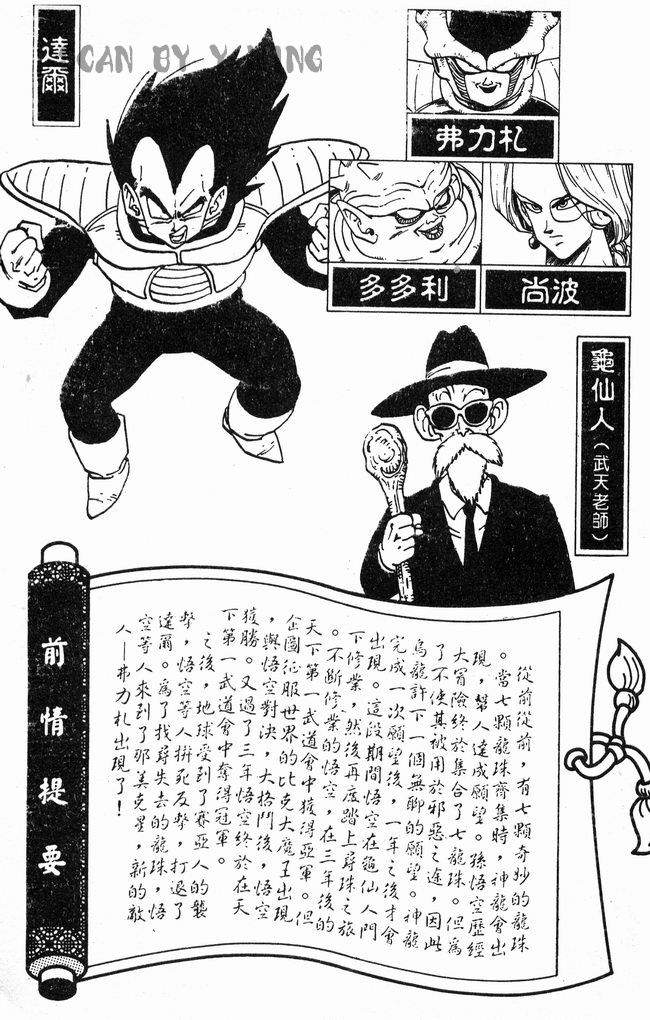 CAN BY Y
NG
達爾
弗力札
多多利
尚波
龜仙人(武天老師)
前情提要
從前從前,有七顆奇妙的龍珠
。當七顆龍珠齊集時,神龍會出
現,幫人達成願望。孫悟空歷經
大冒險終於集合了七龍珠。但為
了不使其被用於邪惡之途,因此
烏龍許下一個無聊的願望。神龍
完成一次願望後,一年之後才會
出現。這段期間悟空在龜仙人門
下修業,然後再度踏上尋珠之旅
。不斷修業的悟空,在三年後的
天下第一武道會中獲得亞軍。但
企圖征服世界的比克大魔王出現
,與悟空對決,大格鬥後,悟空
獲勝。又過了三年悟空終於在天
下第一武道會中奪得冠軍。
之後,地球受到了賽亞人的襲
擊,悟空等人拚死反擊,打退了
達爾。為了找尋失去的龍珠,悟
空等人來到了那美克星,新的敵
人—弗力札出現了!